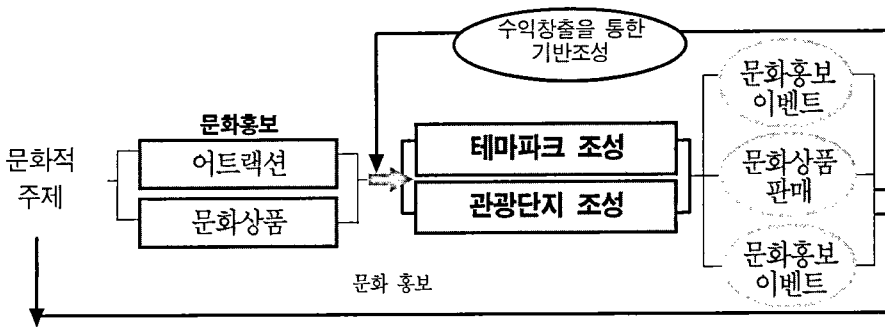 수익창출을 통한
기반조성
문화홍보
이벤트
문화홍보
어트랙션
문화적
주제
문화상품
테마파크 조성
관광단지 조성
문화상품
판매
문화홍보
이벤트
문화 홍보